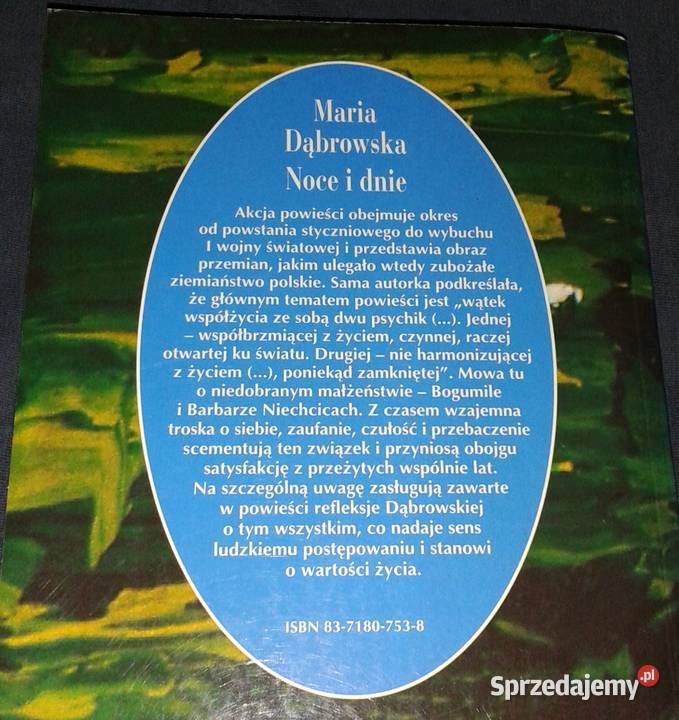 Maria
Dąbrowska
Noce i dnie
Akcja powieści obejmuje okres
od powstania styczniowego do wybuchu
I wojny światowej i przedstawia obraz
przemian, jakim ulegało wtedy zubożałe
ziemiaństwo polskie. Sama autorka podkreślała,
że głównym tematem powieści jest „wątek
współżycia ze sobą dwu psychik (...). Jednej
– współbrzmiącej z życiem, czynnej, raczej
otwartej ku światu. Drugiej – nie harmonizującej
z życiem (...), poniekąd zamkniętej”. Mowa tu
o niedobranym małżeństwie – Bogumile
i Barbarze Niechcicach. Z czasem wzajemna
troska o siebie, zaufanie, czułość i przebaczenie
scementują ten związek i przyniosą obojgu
satysfakcję z przeżytych wspólnie lat.
Na szczególną uwagę zasługują zawarte
w powieści refleksje Dąbrowskiej
o tym wszystkim, co nadaje sens
ludzkiemu postępowaniu i stanowi
o wartości życia.
ISBN 83-7180-753-8
Sprzedajemy.pl